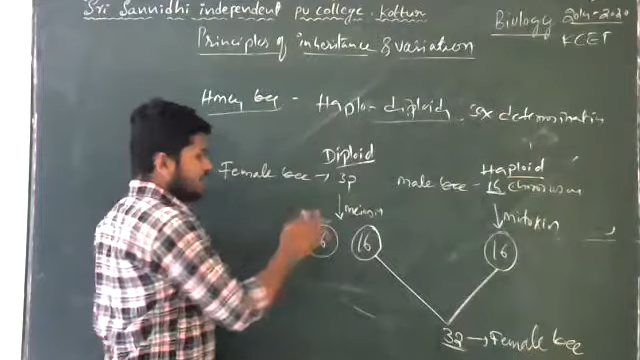 Sri Sannidhi independent pu college. Kottur
Biology 2019-2020
KCET
Principles of inheritance & variation
Honey bee - Haplo-diploid sex determination
Diploid
Female bee → 32
Haploid
male bee - 16 chromosome
↓ meiosis
↓ mitosis
16 16
16
32 → Female bee